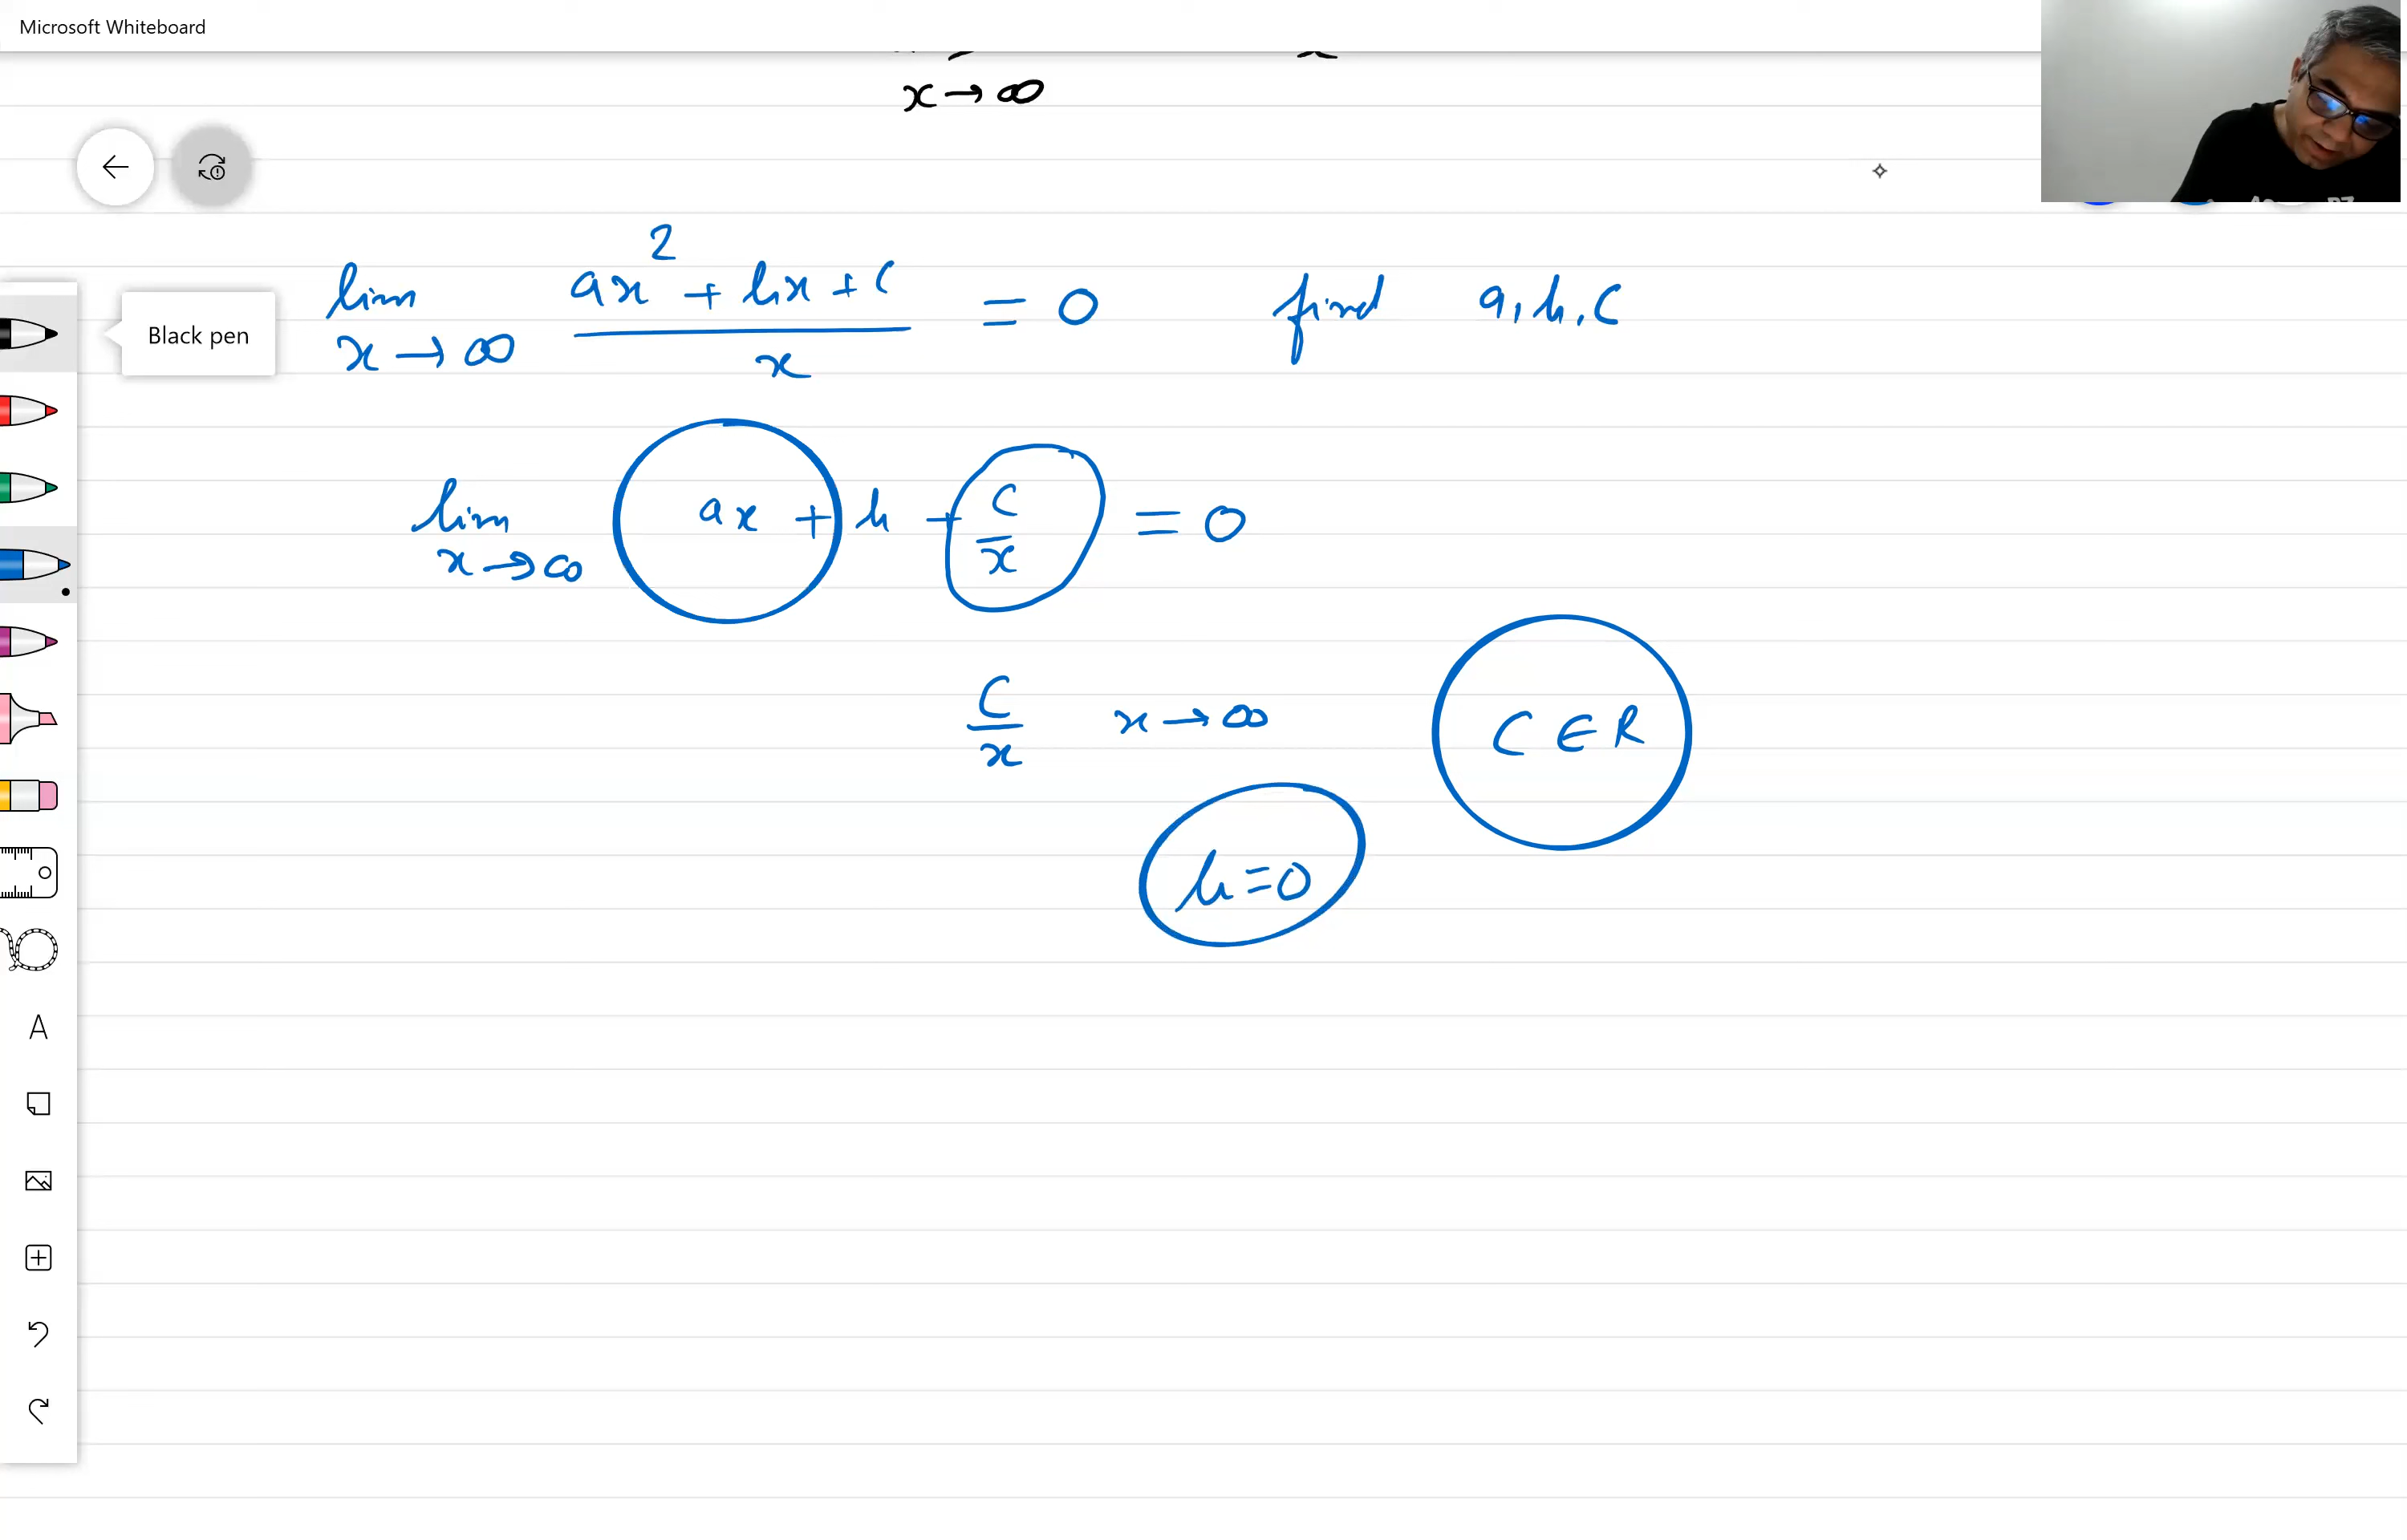 Microsoft Whiteboard
x → ∞
lim x → ∞ (ax² + bx + c) / x = 0 find a, b, c
Black pen
lim x → ∞ ax + b + c/x = 0
c/x x → ∞ C ∈ R
b = 0
A